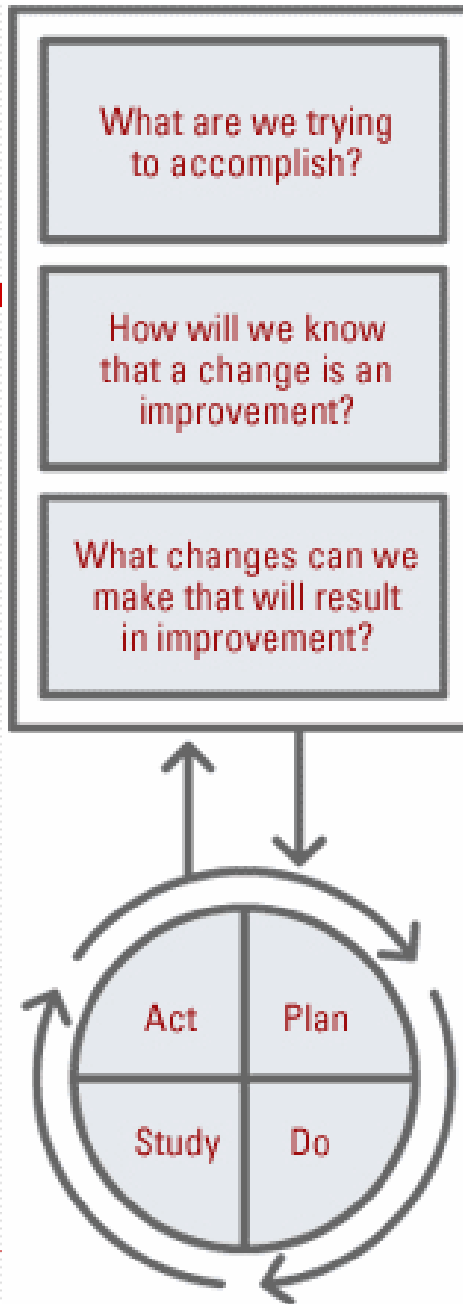 What are we trying
to accomplish?
How will we know
that a change is an
improvement?
What changes can we
make that will result
in improvement?
Act Plan
Study Do